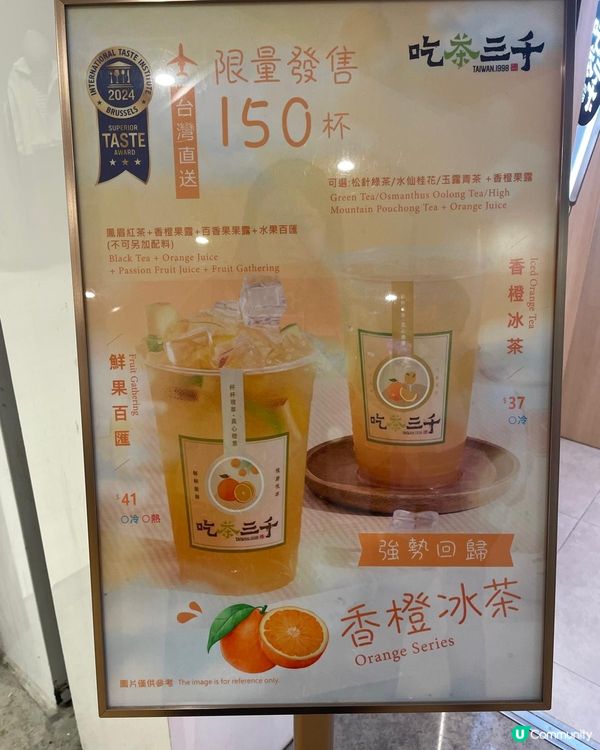 INTERNATIONAL TASTE INSTITUTE
2024
BRUSSELS
SUPERIOR
TASTE
AWARD
台灣直送
限量發售
150杯
吃茶三千
TAIWAN.1998
可選:松針綠茶/水仙桂花/玉露青茶 +香橙果露
Green Tea/Osmanthus Oolong Tea/High
Mountain Pouchong Tea + Orange Juice
鳳眉紅茶+香橙果露+百香果果露+水果百匯
(不可另加配料)
Black Tea + Orange Juice
+ Passion Fruit Juice + Fruit Gathering
香橙冰茶
Iced Orange Tea
$37
冷
鮮果百匯
Fruit Gathering
$41
冷 熱
吃茶三千
吃茶三千
TAIWAN.1998
強勢回歸
香橙冰茶
Orange Series
圖片僅供參考 The image is for reference only.
U Community